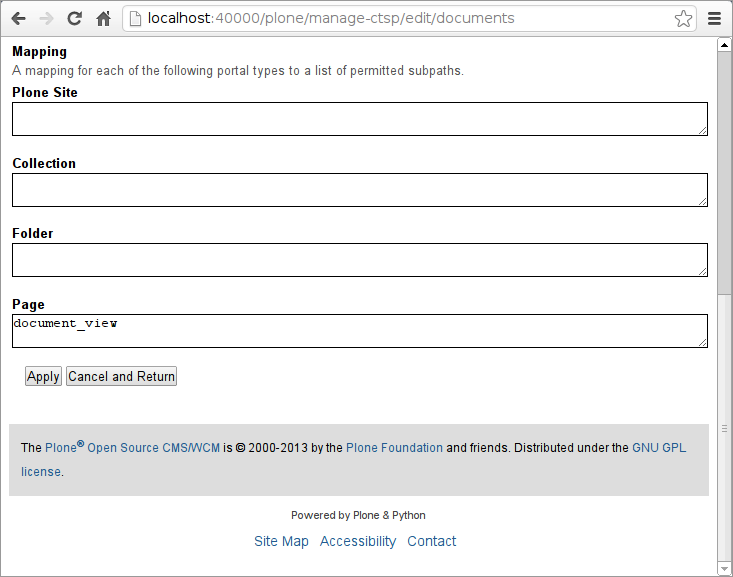 localhost:40000/plone/manage-ctsp/edit/documents
Mapping
A mapping for each of the following portal types to a list of permitted subpaths.
Plone Site
Collection
Folder
Page
document_view
Apply Cancel and Return
The Plone® Open Source CMS/WCM is © 2000-2013 by the Plone Foundation and friends. Distributed under the GNU GPL
license.
Powered by Plone & Python
Site Map Accessibility Contact